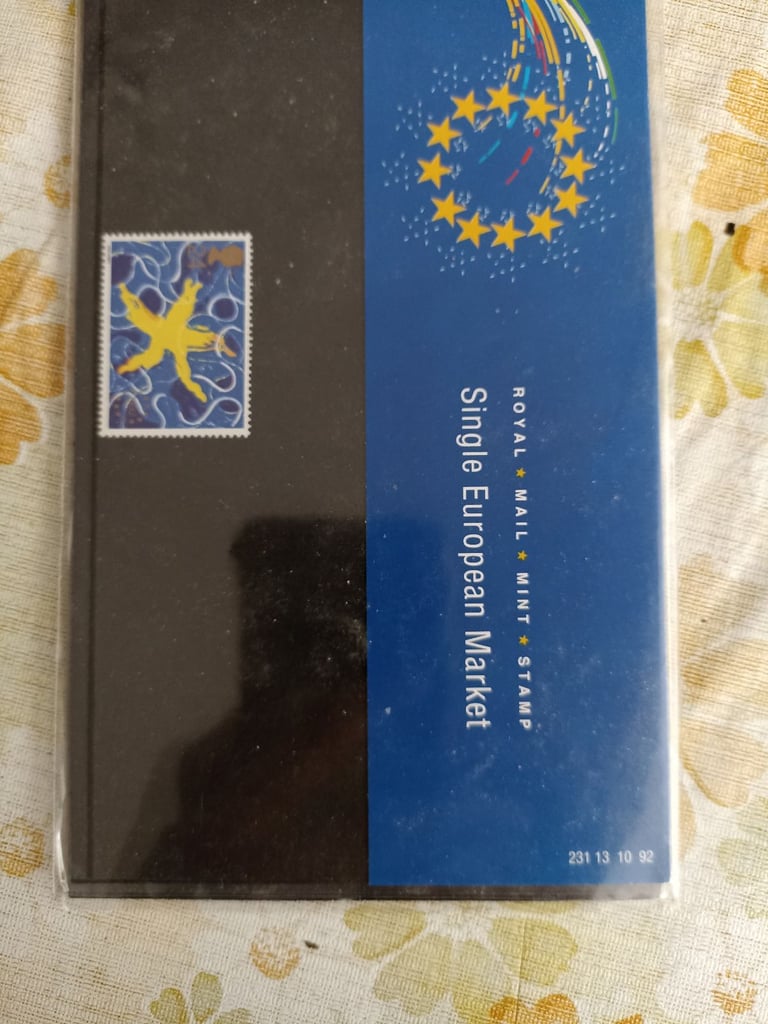 ROYAL ★ MAIL ★ MINT ★ STAMP
Single European Market
231 13 10 92